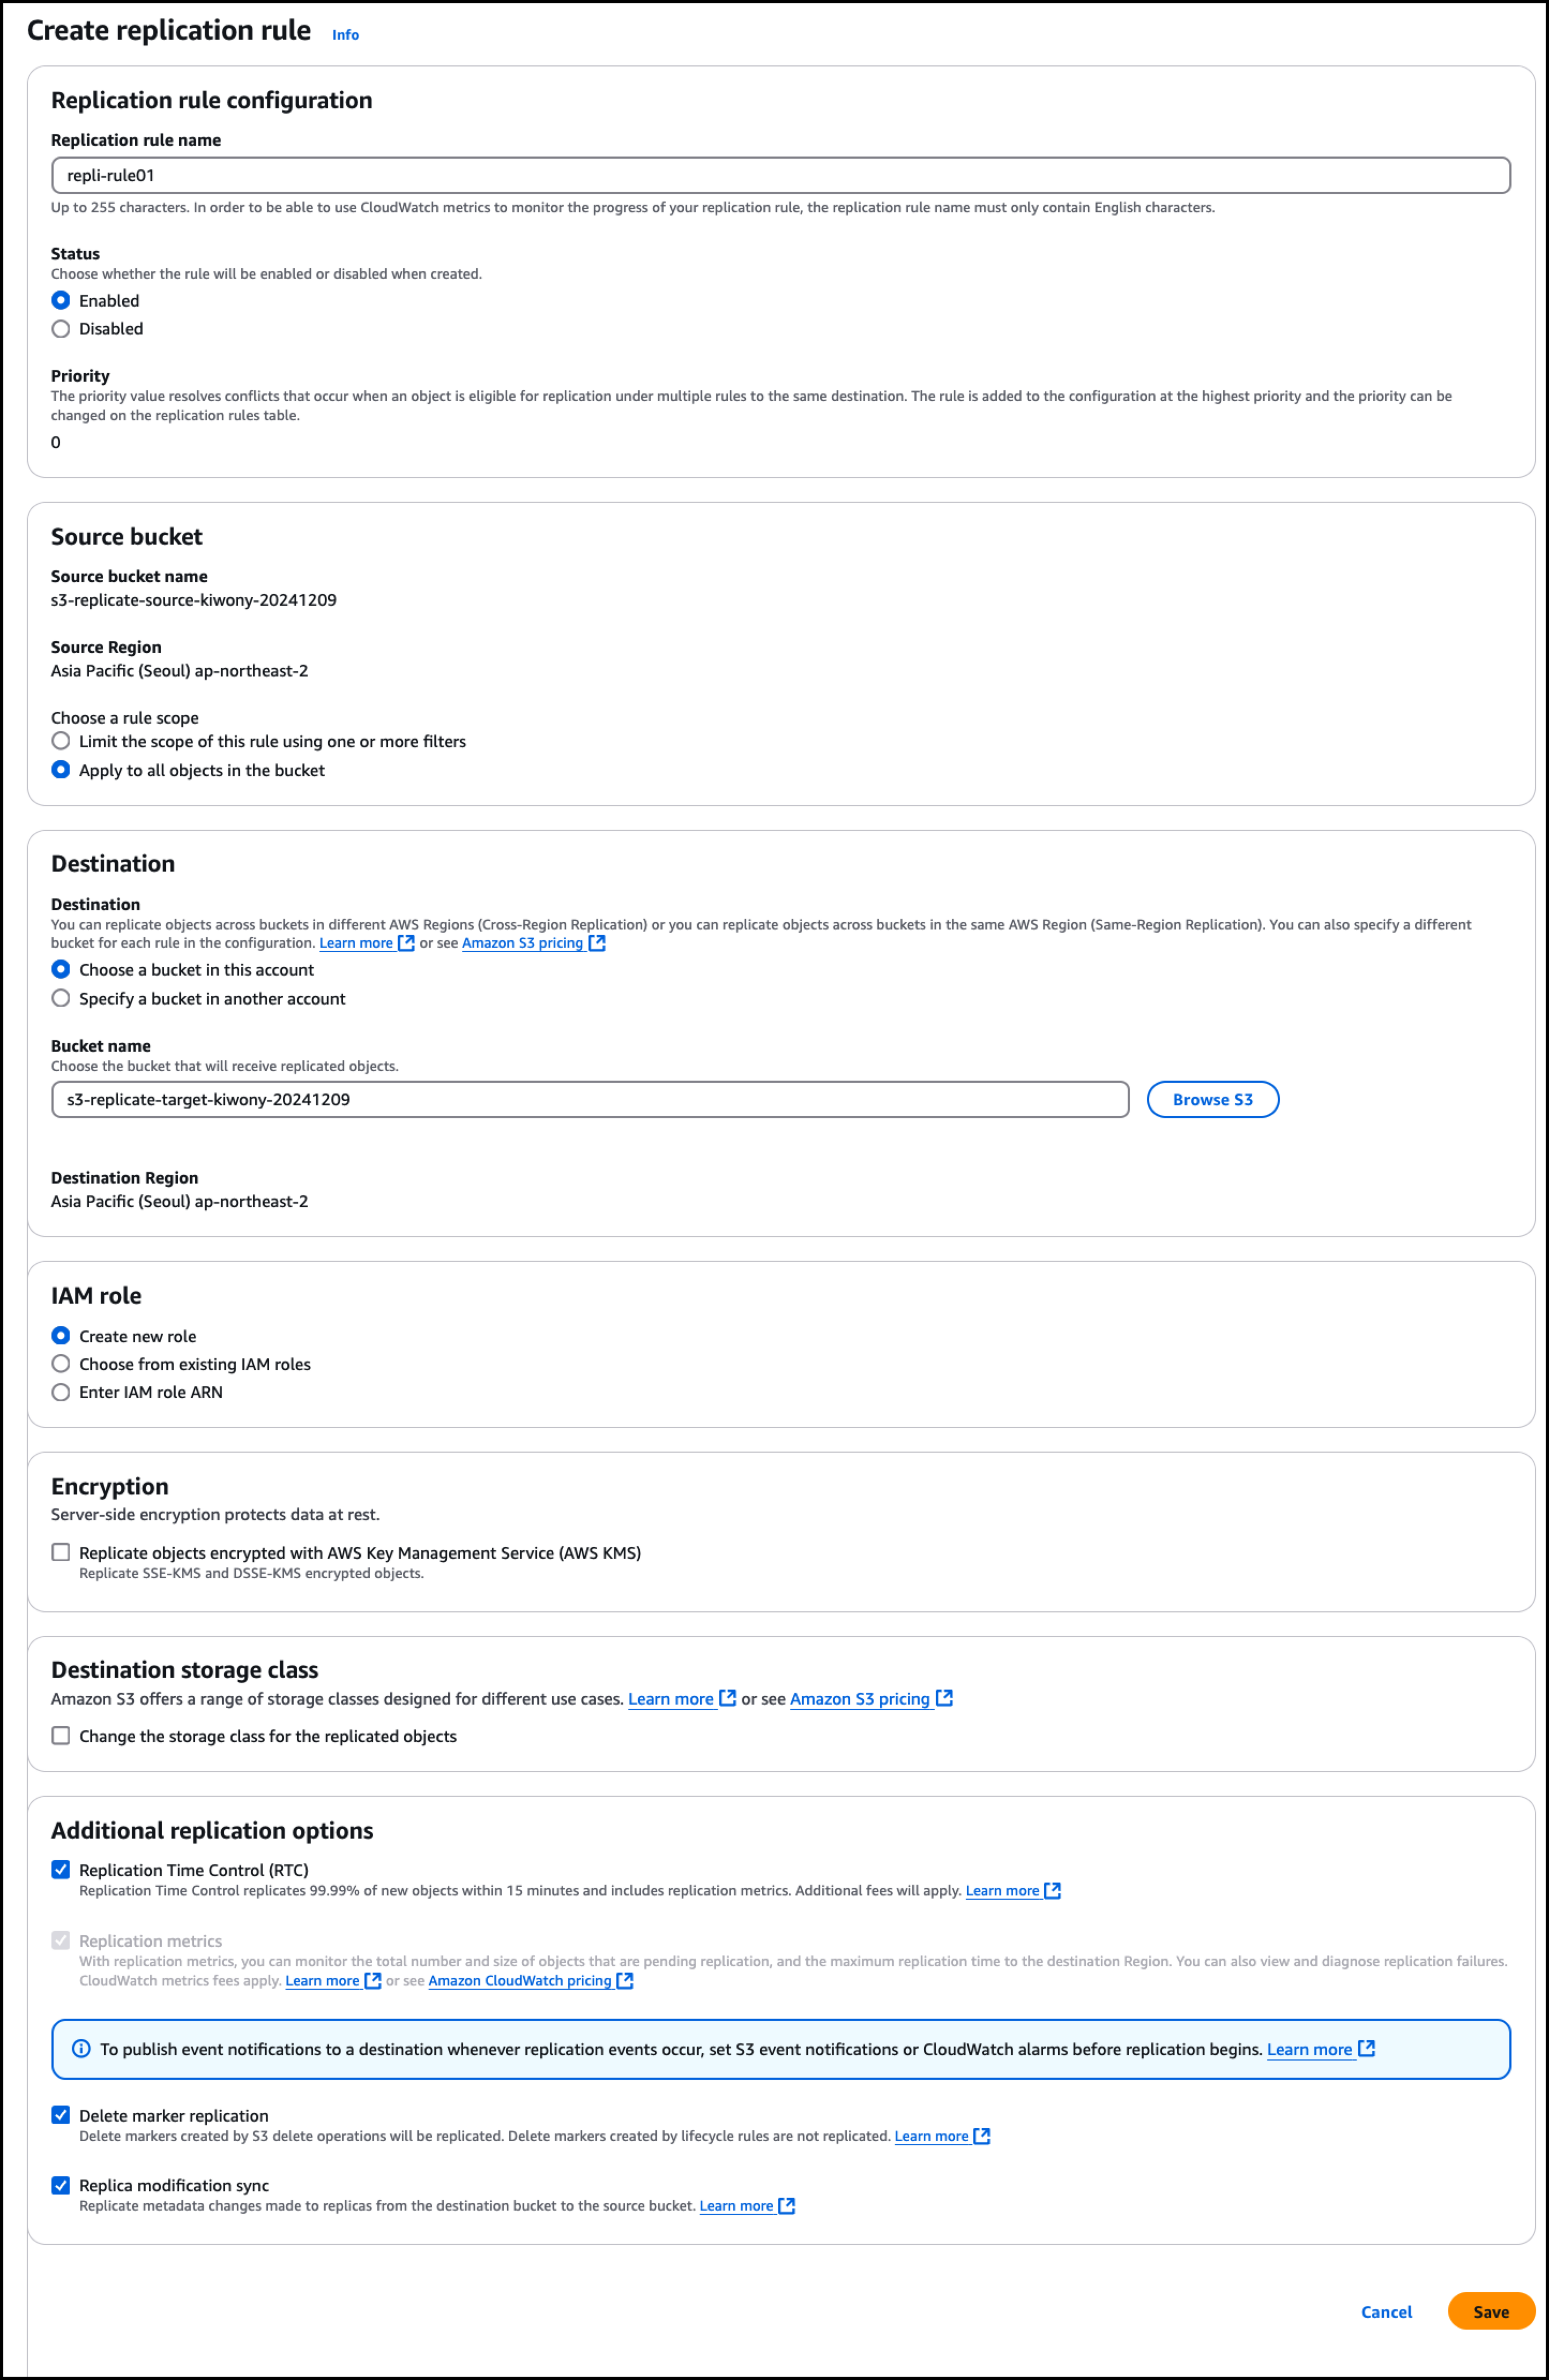 Create replication rule Info
Replication rule configuration
Replication rule name
repli-rule01
Up to 255 characters. In order to be able to use CloudWatch metrics to monitor the progress of your replication rule, the replication rule name must only contain English characters.
Status
Choose whether the rule will be enabled or disabled when created.
Enabled
Disabled
Priority
The priority value resolves conflicts that occur when an object is eligible for replication under multiple rules to the same destination. The rule is added to the configuration at the highest priority and the priority can be
changed on the replication rules table.
0
Source bucket
Source bucket name
s3-replicate-source-kiwony-20241209
Source Region
Asia Pacific (Seoul) ap-northeast-2
Choose a rule scope
Limit the scope of this rule using one or more filters
Apply to all objects in the bucket
Destination
Destination
You can replicate objects across buckets in different AWS Regions (Cross-Region Replication) or you can replicate objects across buckets in the same AWS Region (Same-Region Replication). You can also specify a different
bucket for each rule in the configuration. Learn more or see Amazon S3 pricing
Choose a bucket in this account
Specify a bucket in another account
Bucket name
Choose the bucket that will receive replicated objects.
s3-replicate-target-kiwony-20241209 Browse S3
Destination Region
Asia Pacific (Seoul) ap-northeast-2
IAM role
Create new role
Choose from existing IAM roles
Enter IAM role ARN
Encryption
Server-side encryption protects data at rest.
Replicate objects encrypted with AWS Key Management Service (AWS KMS)
Replicate SSE-KMS and DSSE-KMS encrypted objects.
Destination storage class
Amazon S3 offers a range of storage classes designed for different use cases. Learn more or see Amazon S3 pricing
Change the storage class for the replicated objects
Additional replication options
Replication Time Control (RTC)
Replication Time Control replicates 99.99% of new objects within 15 minutes and includes replication metrics. Additional fees will apply. Learn more
Replication metrics
With replication metrics, you can monitor the total number and size of objects that are pending replication, and the maximum replication time to the destination Region. You can also view and diagnose replication failures.
CloudWatch metrics fees apply. Learn more or see Amazon CloudWatch pricing
To publish event notifications to a destination whenever replication events occur, set S3 event notifications or CloudWatch alarms before replication begins. Learn more
Delete marker replication
Delete markers created by S3 delete operations will be replicated. Delete markers created by lifecycle rules are not replicated. Learn more
Replica modification sync
Replicate metadata changes made to replicas from the destination bucket to the source bucket. Learn more
Cancel Save